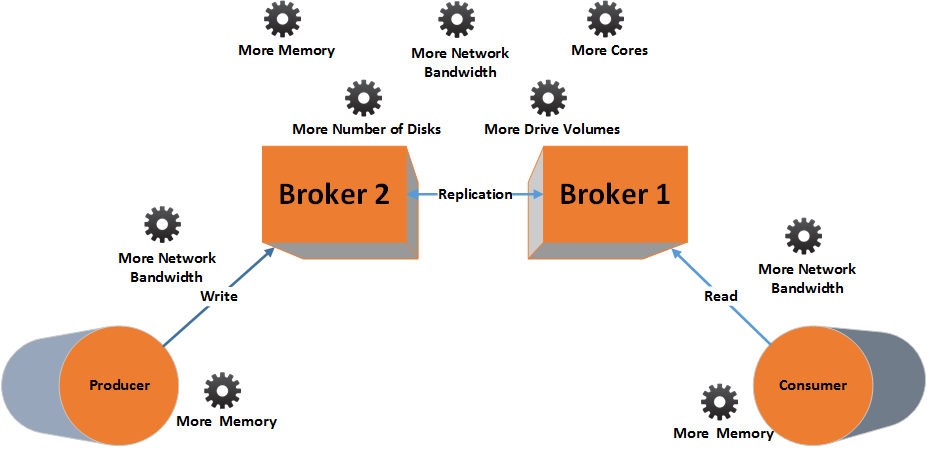 More Memory
More Network
Bandwidth
More Cores
More Number of Disks
More Drive Volumes
Broker 2
Replication
Broker 1
More Network
Bandwidth
More Network
Bandwidth
Write
Read
Producer
Consumer
More  Memory
More  Memory